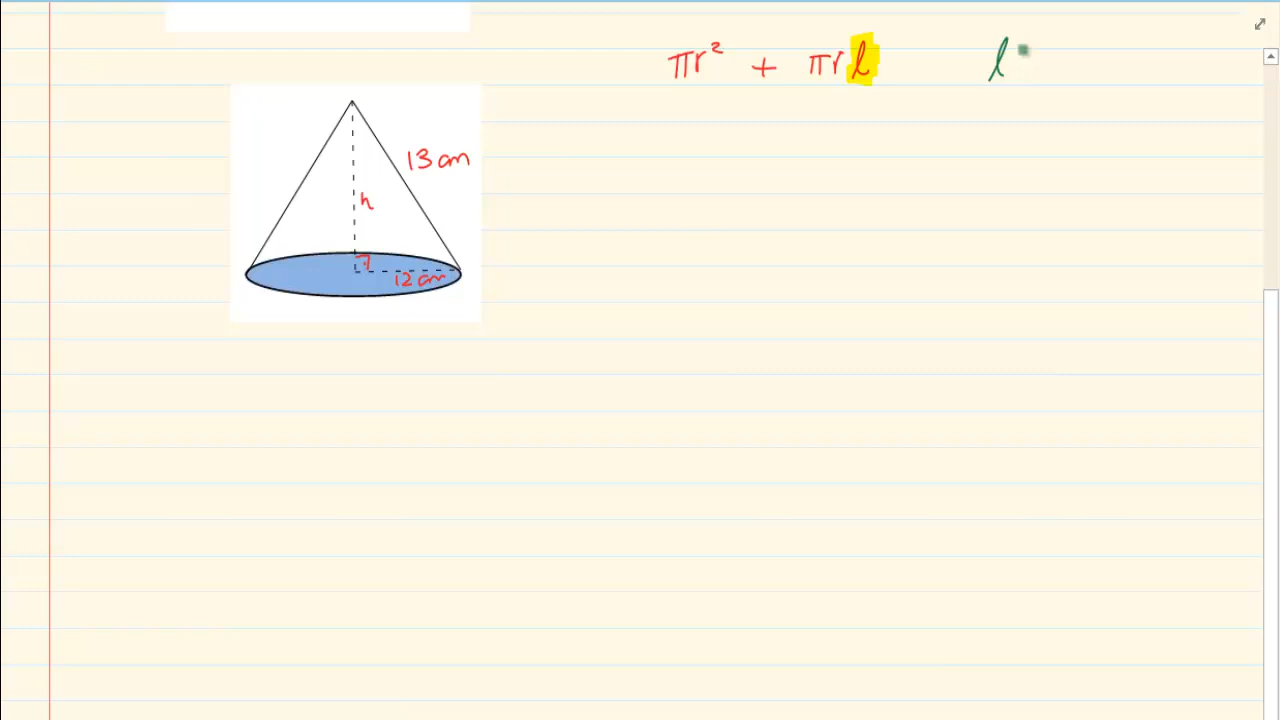 πr² + πrl l
13 cm
h
12 cm